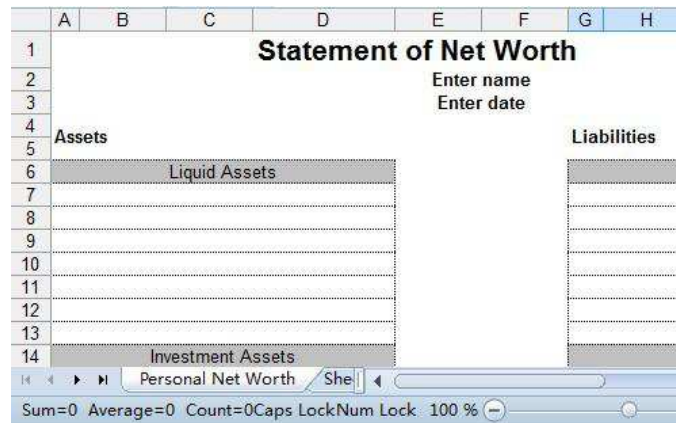 A B C D E F G H
1 Statement of Net Worth
2 Enter name
3 Enter date
4
Assets Liabilities
5
6 Liquid Assets
7
8
9
10
11
12
13
14 Investment Assets
Personal Net Worth She
Sum=0 Average=0 Count=0Caps LockNum Lock 100 %